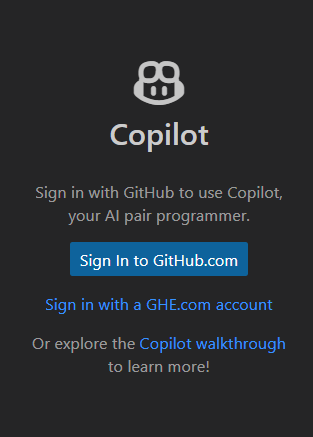 Copilot
Sign in with GitHub to use Copilot,
your AI pair programmer.
Sign In to GitHub.com
Sign in with a GHE.com account
Or explore the Copilot walkthrough
to learn more!